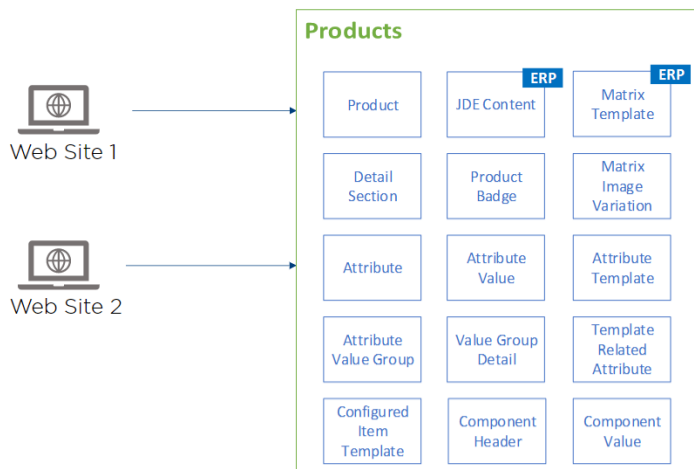 Products
ERP
ERP
Product
JDE Content
Matrix
Template
Web Site 1
Detail
Section
Product
Badge
Matrix
Image
Variation
Attribute
Attribute
Value
Attribute
Template
Web Site 2
Attribute
Value Group
Value Group
Detail
Template
Related
Attribute
Configured
Item
Template
Component
Header
Component
Value